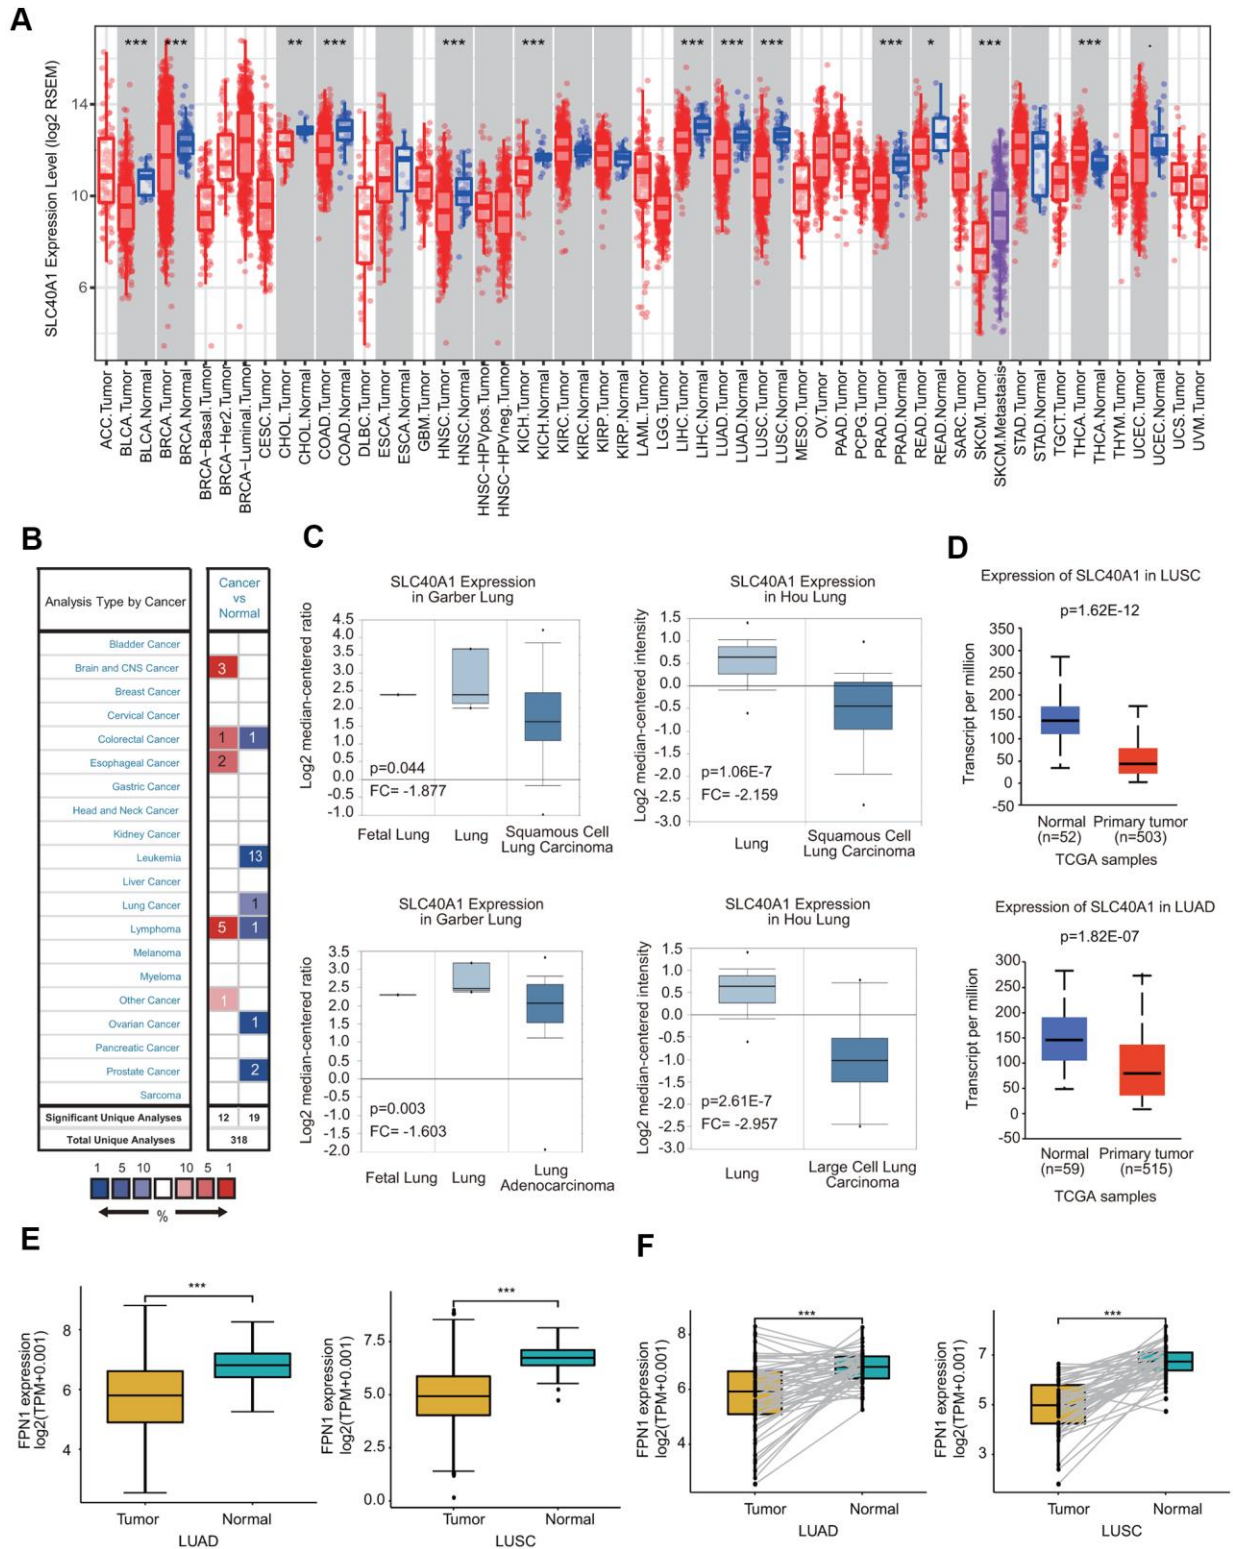 A
SLC40A1 Expression Level (log2 RSEM)
14
10
6
*** *** ** *** *** *** *** *** *** *** * *** ***
ACC.Tumor
BLCA.Tumor
BLCA.Normal
BRCA.Tumor
BRCA.Normal
BRCA-Basal.Tumor
BRCA-Her2.Tumor
BRCA-Luminal.Tumor
CESC.Tumor
CHOL.Tumor
CHOL.Normal
COAD.Tumor
COAD.Normal
DLBC.Tumor
ESCA.Tumor
ESCA.Normal
GBM.Tumor
HNSC.Tumor
HNSC.Normal
HNSC-HPVpos.Tumor
HNSC-HPVneg.Tumor
KICH.Tumor
KICH.Normal
KIRC.Tumor
KIRC.Normal
KIRP.Tumor
KIRP.Normal
LAML.Tumor
LGG.Tumor
LIHC.Tumor
LIHC.Normal
LUAD.Tumor
LUAD.Normal
LUSC.Tumor
LUSC.Normal
MESO.Tumor
OV.Tumor
PAAD.Tumor
PCPG.Tumor
PRAD.Tumor
PRAD.Normal
READ.Tumor
READ.Normal
SARC.Tumor
SKCM.Tumor
SKCM.Metastasis
STAD.Tumor
STAD.Normal
TGCT.Tumor
THCA.Tumor
THCA.Normal
THYM.Tumor
UCEC.Tumor
UCEC.Normal
UCS.Tumor
UVM.Tumor
B
Analysis Type by Cancer
Cancer
vs
Normal
Bladder Cancer
Brain and CNS Cancer 3
Breast Cancer
Cervical Cancer
Colorectal Cancer 1 1
Esophageal Cancer 2
Gastric Cancer
Head and Neck Cancer
Kidney Cancer
Leukemia 13
Liver Cancer
Lung Cancer 1
Lymphoma 5 1
Melanoma
Myeloma
Other Cancer 1
Ovarian Cancer 1
Pancreatic Cancer
Prostate Cancer 2
Sarcoma
Significant Unique Analyses 12 19
Total Unique Analyses 318
1 5 10 10 5 1
%
C
SLC40A1 Expression
in Garber Lung
Log2 median-centered ratio
4.5
4.0
3.5
3.0
2.5
2.0
1.5
1.0
0.5
0.0
-0.5
-1.0
p=0.044
FC= -1.877
Fetal Lung
Lung
Squamous Cell
Lung Carcinoma
SLC40A1 Expression
in Hou Lung
Log2 median-centered intensity
1.5
1.0
0.5
0.0
-0.5
-1.0
-1.5
-2.0
-2.5
-3.0
p=1.06E-7
FC= -2.159
Lung
Squamous Cell
Lung Carcinoma
SLC40A1 Expression
in Garber Lung
Log2 median-centered ratio
3.5
3.0
2.5
2.0
1.5
1.0
0.5
0.0
-0.5
-1.0
-1.5
-2.0
p=0.003
FC= -1.603
Fetal Lung
Lung
Lung
Adenocarcinoma
SLC40A1 Expression
in Hou Lung
Log2 median-centered intensity
1.5
1.0
0.5
0.0
-0.5
-1.0
-1.5
-2.0
-2.5
-3.0
p=2.61E-7
FC= -2.957
Lung
Large Cell Lung
Carcinoma
D
Expression of SLC40A1 in LUSC
p=1.62E-12
Transcript per million
350
300
250
200
150
100
50
0
-50
Normal
(n=52)
Primary tumor
(n=503)
TCGA samples
Expression of SLC40A1 in LUAD
p=1.82E-07
Transcript per million
300
250
200
150
100
50
0
-50
Normal
(n=59)
Primary tumor
(n=515)
TCGA samples
E
FPN1 expression
log2(TPM+0.001)
8
6
4
***
Tumor
Normal
LUAD
FPN1 expression
log2(TPM+0.001)
7.5
5.0
2.5
0.0
***
Tumor
Normal
LUSC
F
FPN1 expression
log2(TPM+0.001)
8
6
4
***
Tumor
Normal
LUAD
FPN1 expression
log2(TPM+0.001)
7
5
3
***
Tumor
Normal
LUSC